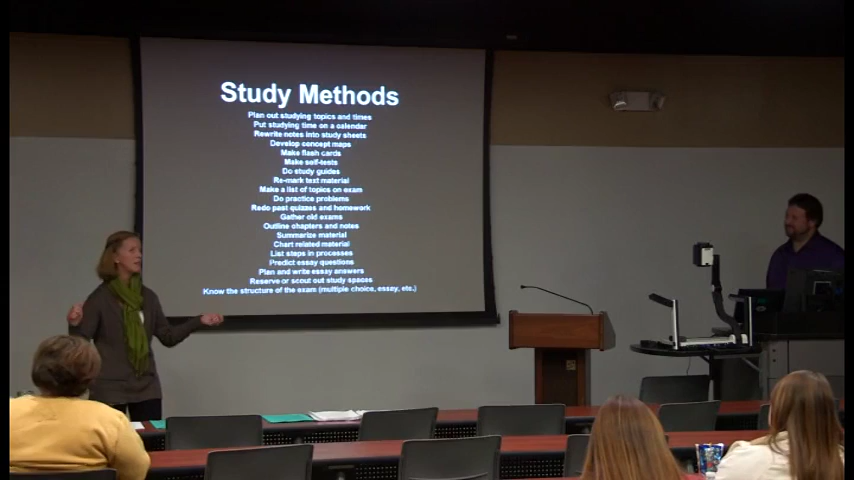 Study Methods
Plan out studying topics and times
Put studying time on a calendar
Rewrite notes into study sheets
Develop concept maps
Make flash cards
Make self-tests
Do study guides
Re-mark text material
Make a list of topics on exam
Do practice problems
Redo past quizzes and homework
Gather old exams
Outline chapters and notes
Summarize material
Chart related material
List steps in processes
Predict essay questions
Plan and write essay answers
Reserve or scout out study spaces
Know the structure of the exam (multiple choice, essay, etc.)